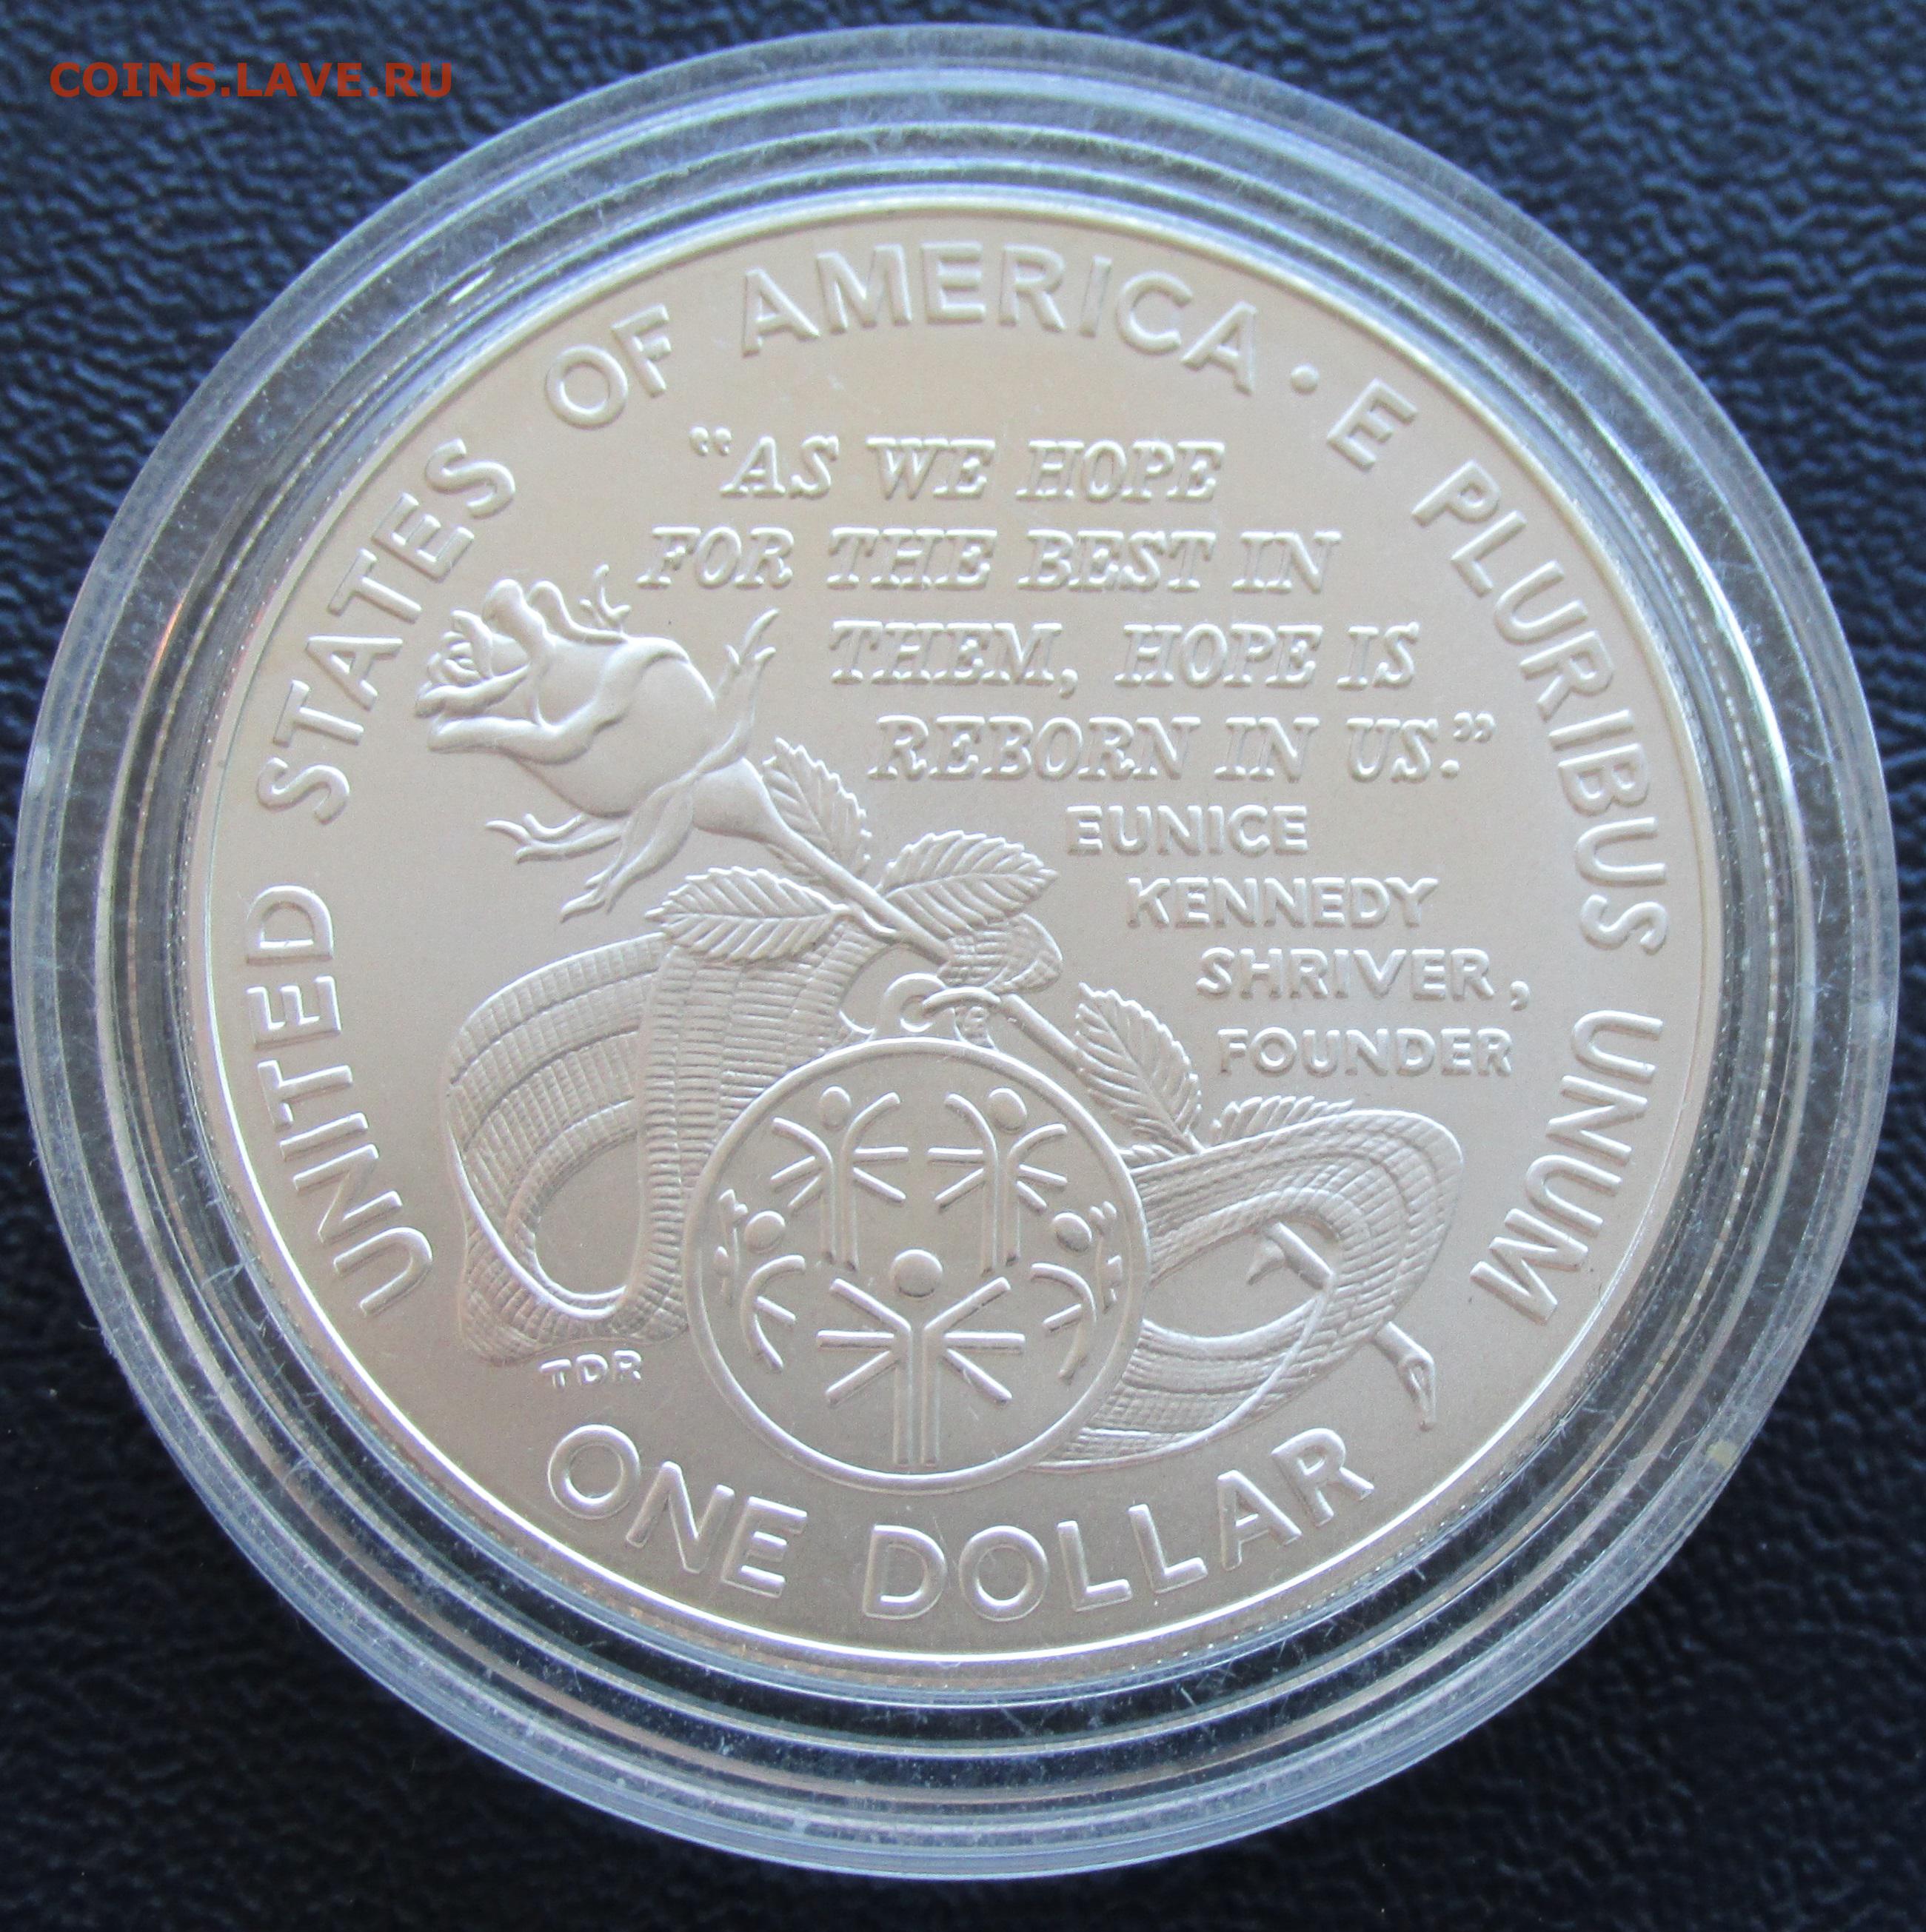 COINS.LAVE.RU
UNITED STATES OF AMERICA · E PLURIBUS UNUM
“AS WE HOPE
FOR THE BEST IN
THEM, HOPE IS
REBORN IN US.”
EUNICE
KENNEDY
SHRIVER,
FOUNDER
TDR
ONE DOLLAR